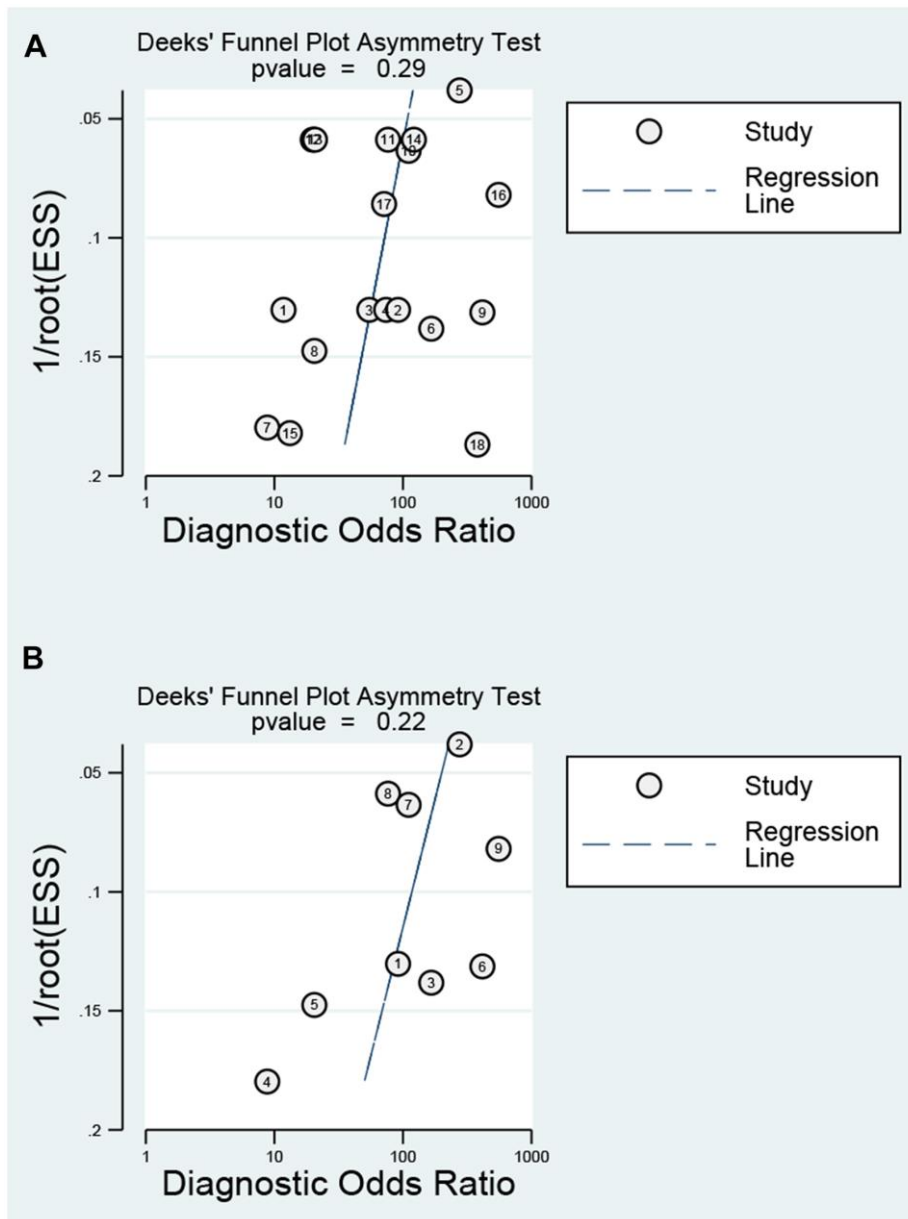 A
Deeks' Funnel Plot Asymmetry Test
pvalue = 0.29
1/root(ESS)
.05
.1
.15
.2
5
11
14
16
17
1
3
2
6
9
8
7
15
18
1
10
100
1000
Diagnostic Odds Ratio
Study
Regression
Line
B
Deeks' Funnel Plot Asymmetry Test
pvalue = 0.22
1/root(ESS)
.05
.1
.15
.2
2
8
7
9
1
6
3
5
4
1
10
100
1000
Diagnostic Odds Ratio
Study
Regression
Line